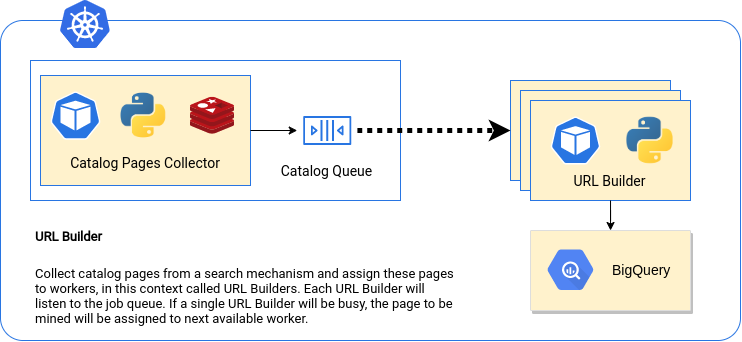 Catalog Pages Collector
Catalog Queue
URL Builder
BigQuery
URL Builder
Collect catalog pages from a search mechanism and assign these pages
to workers, in this context called URL Builders. Each URL Builder will
listen to the job queue. If a single URL Builder will be busy, the page to be
mined will be assigned to next available worker.